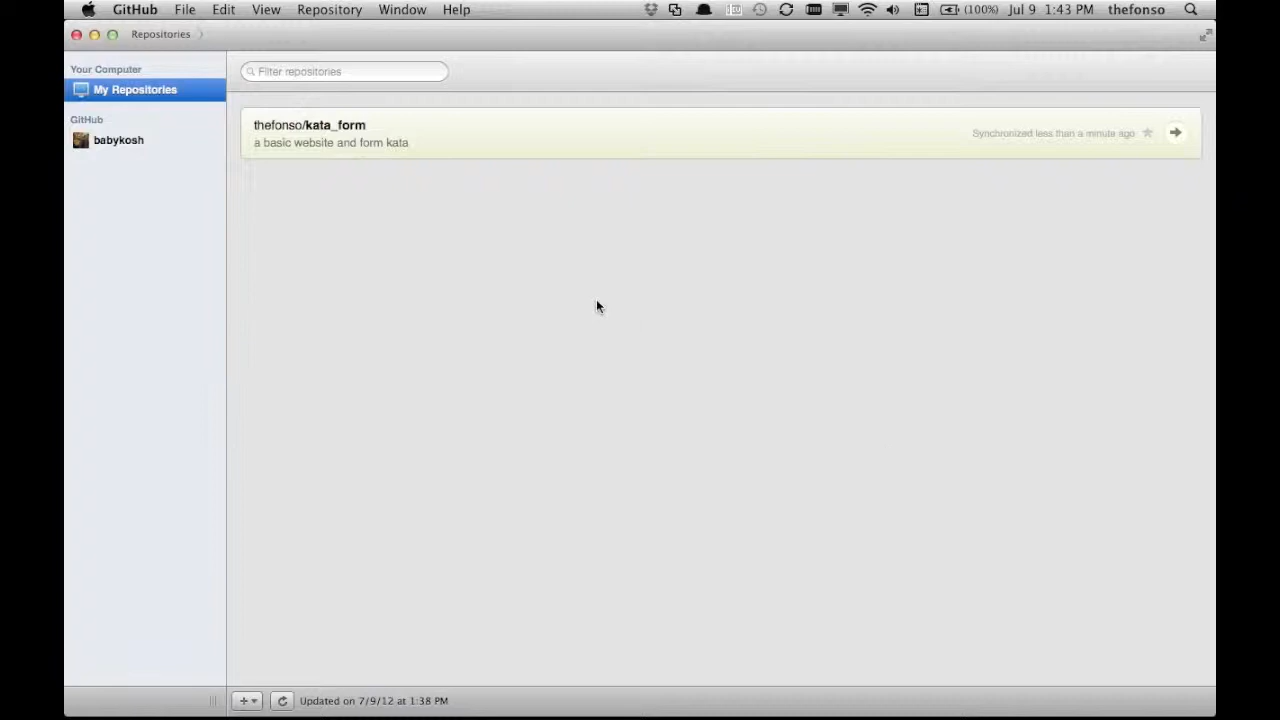 GitHub File Edit View Repository Window Help (100%) Jul 9 1:43 PM thefonso
Repositories
Your Computer
My Repositories
GitHub
babykosh
Filter repositories
thefonso/kata_form
a basic website and form kata
Synchronized less than a minute ago
Updated on 7/9/12 at 1:38 PM